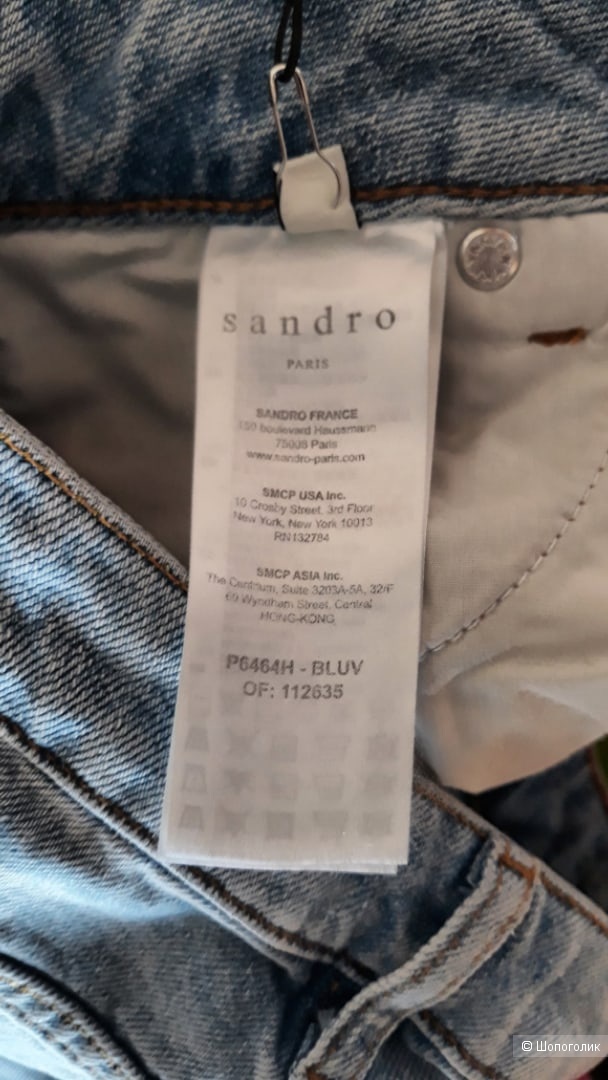 sandro
PARIS
SANDRO FRANCE
150 boulevard Haussmann
75008 Paris
www.sandro-paris.com
SMCP USA Inc.
10 Crosby Street, 3rd Floor
New York, New York 10013
RN132784
SMCP ASIA Inc.
The Centrium, Suite 3203A-5A, 32/F
60 Wyndham Street, Central
HONG-KONG
P6464H - BLUV
OF: 112635
© Шопоголик